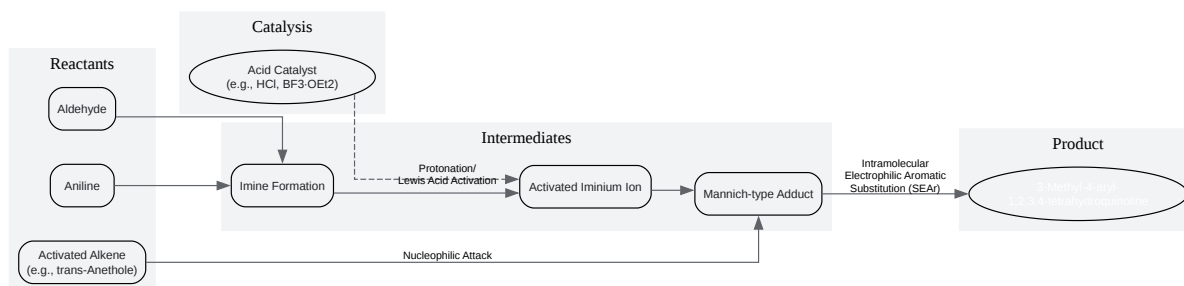 Catalysis
Reactants
Acid Catalyst
(e.g., HCl, BF3·OEt2)
Aldehyde
Intermediates
Product
Protonation/
Lewis Acid Activation
Intramolecular
Electrophilic Aromatic
Substitution (SEAr)
Aniline
Imine Formation
Activated Iminium Ion
Mannich-type Adduct
3-Methyl-4-aryl-
1,2,3,4-tetrahydroquinoline
Activated Alkene
(e.g., trans-Anethole)
Nucleophilic Attack